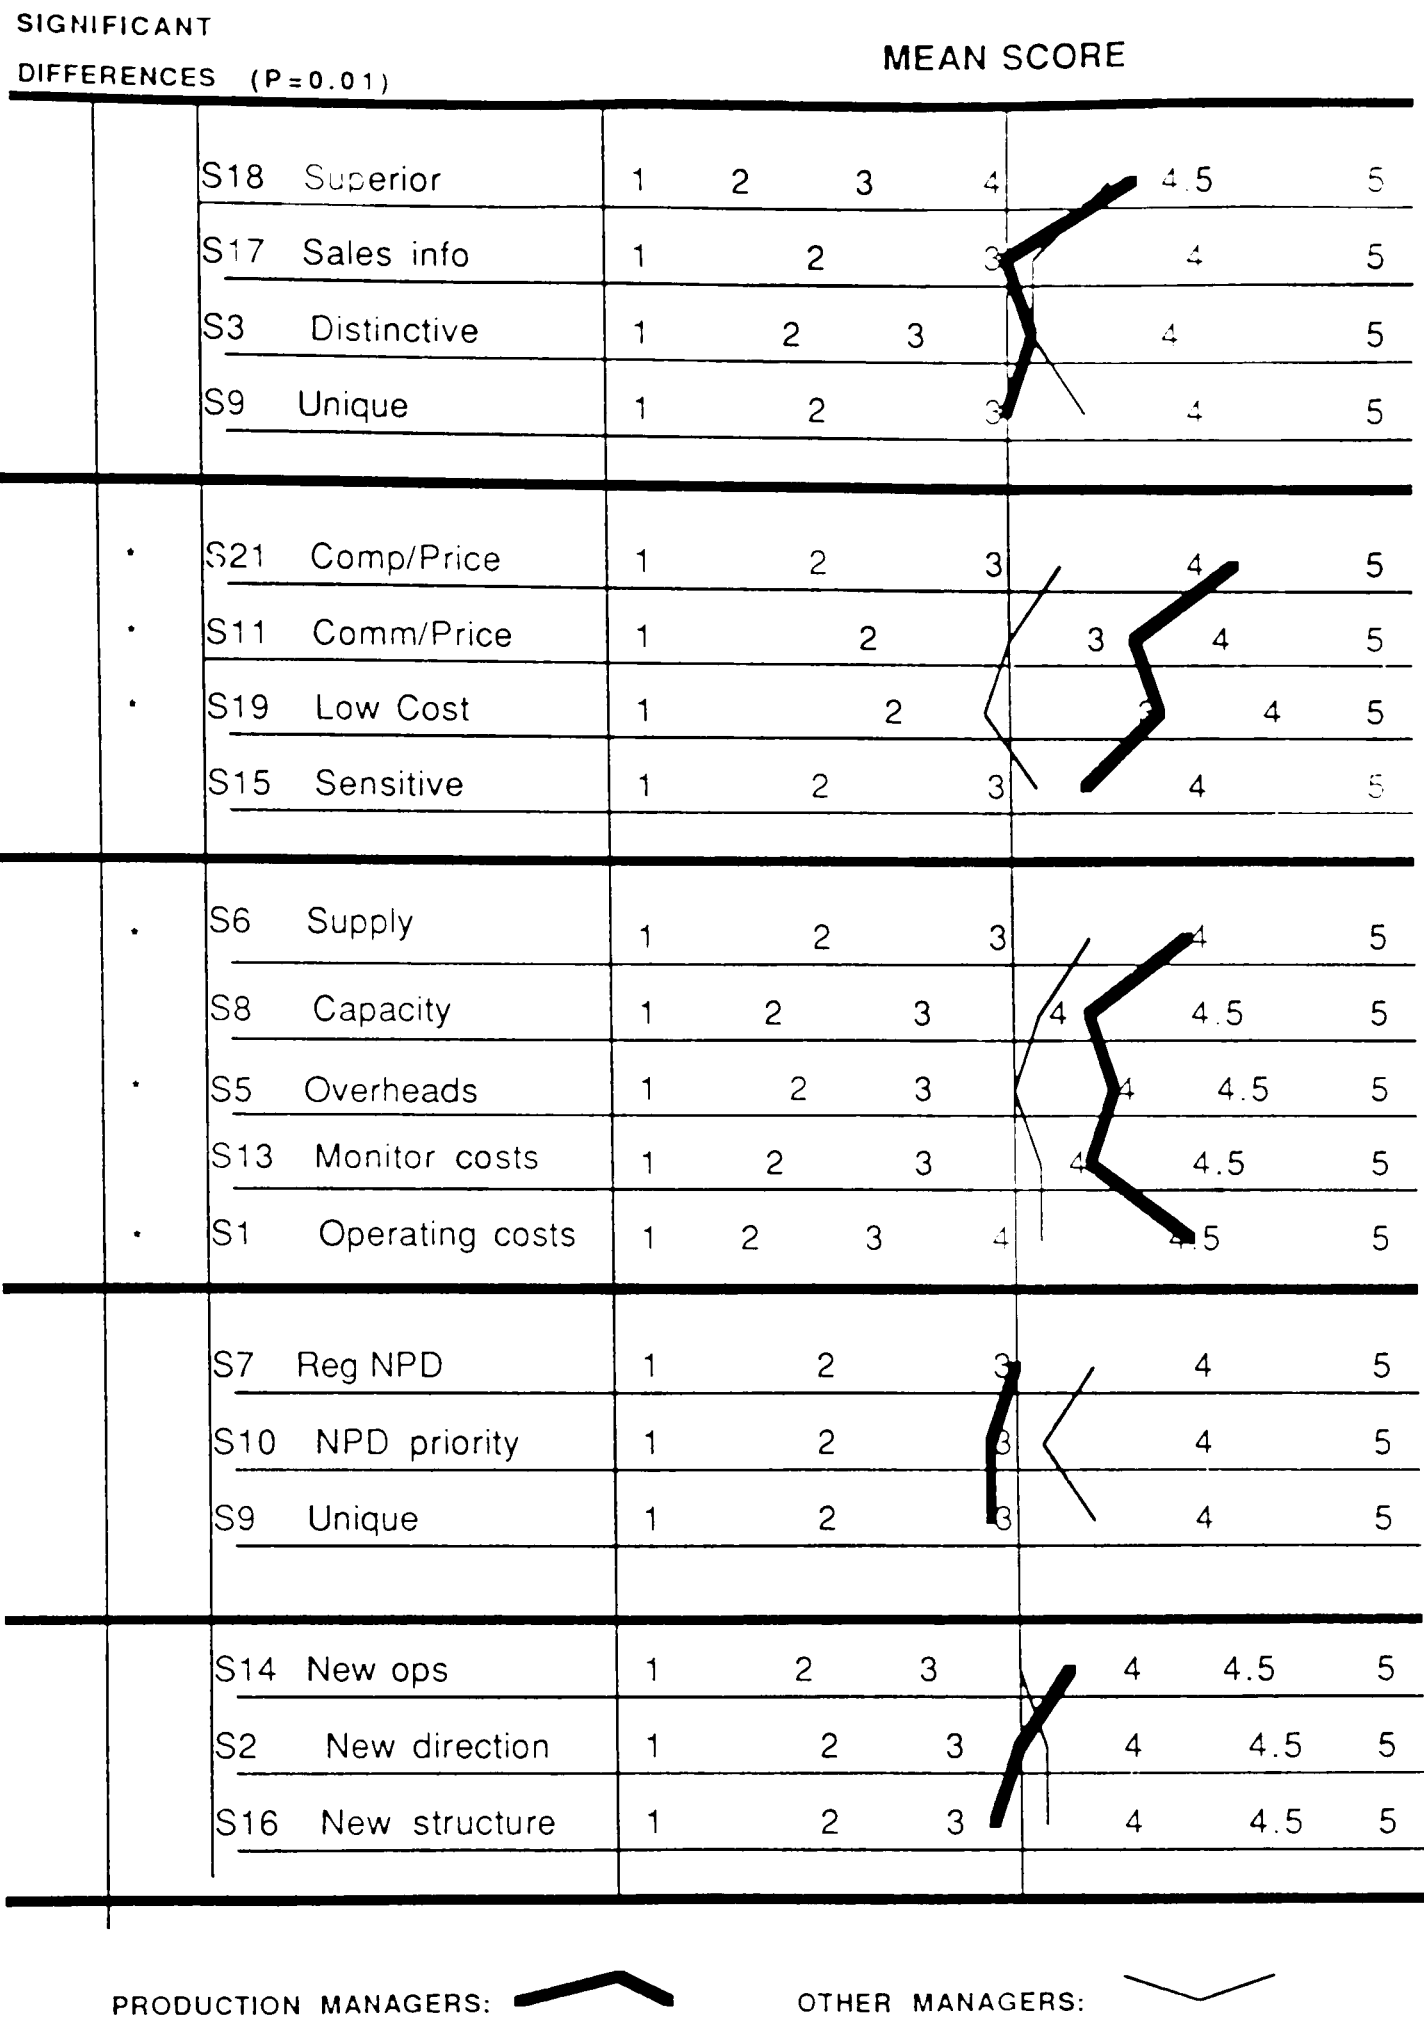 SIGNIFICANT
DIFFERENCES (P=0.01)
MEAN SCORE
S18 Superior 1 2 3 4 4.5 5
S17 Sales info 1 2 3 4 5
S3 Distinctive 1 2 3 4 5
S9 Unique 1 2 3 4 5
* S21 Comp/Price 1 2 3 4 5
* S11 Comm/Price 1 2 3 4 5
* S19 Low Cost 1 2 3 4 5
S15 Sensitive 1 2 3 4 5
* S6 Supply 1 2 3 4 5
S8 Capacity 1 2 3 4 4.5 5
* S5 Overheads 1 2 3 4 4.5 5
S13 Monitor costs 1 2 3 4 4.5 5
* S1 Operating costs 1 2 3 4 4.5 5
S7 Reg NPD 1 2 3 4 5
S10 NPD priority 1 2 3 4 5
S9 Unique 1 2 3 4 5
S14 New ops 1 2 3 4 4.5 5
S2 New direction 1 2 3 4 4.5 5
S16 New structure 1 2 3 4 4.5 5
PRODUCTION MANAGERS: OTHER MANAGERS: